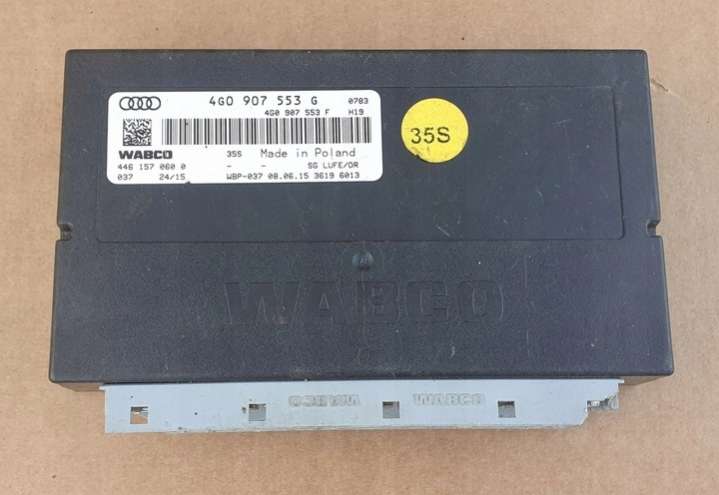 4G0 907 553 G 0783
4G0 907 553 F H19
WABCO 35S Made in Poland
446 157 060 0 - - SG LUFE/DR
037 24/15 WBP-037 08.06.15 3619 6013
35S
WABCO
WABCO WABCO